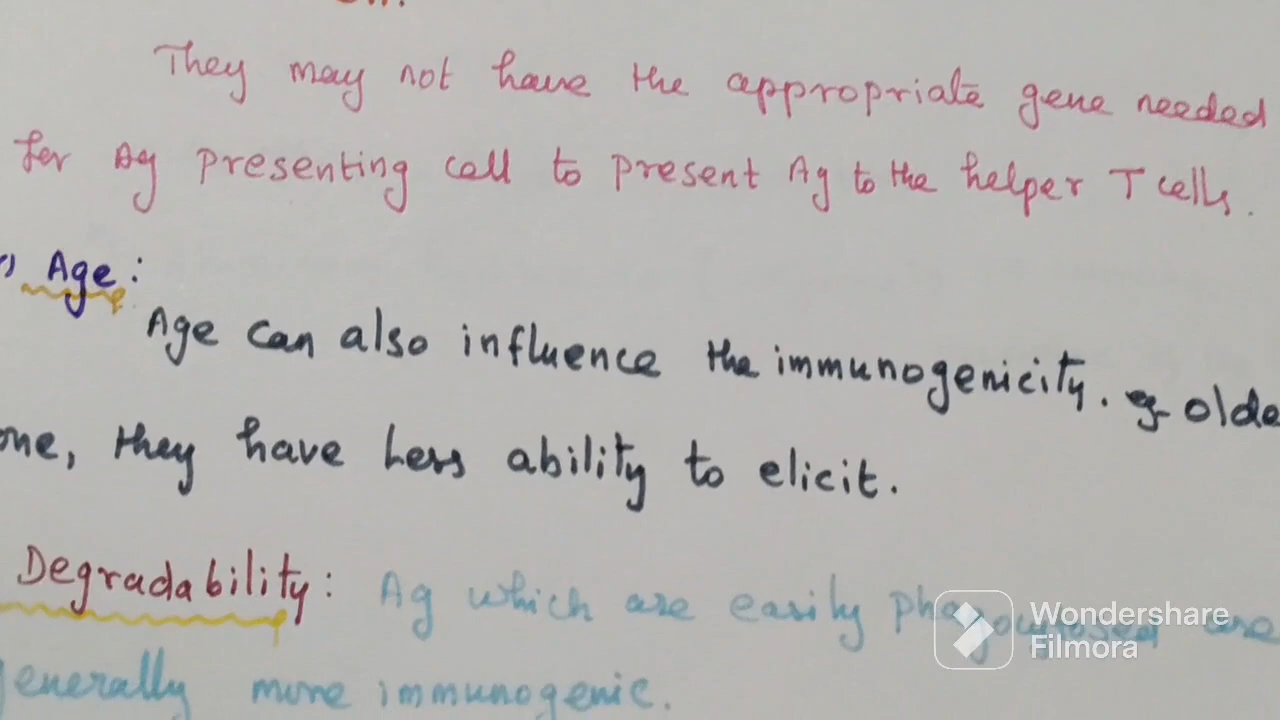 They may not have the appropriate gene needed
for Ag presenting cell to present Ag to the helper T cells.
Age:
Age can also influence the immunogenicity. eg olde
one, they have Less ability to elicit.
Degradability: Ag which are easily phagocytosed are
generally more immunogenic.
Wondershare
Filmora